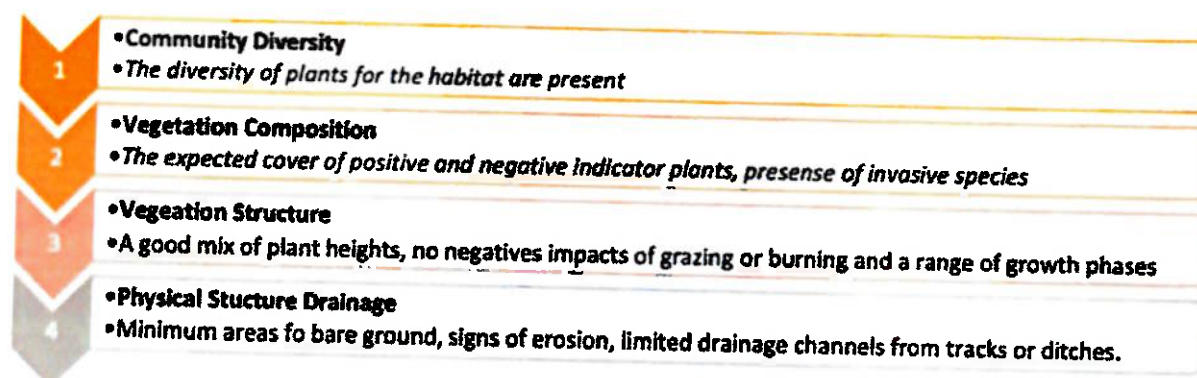 1
•Community Diversity
•The diversity of plants for the habitat are present
2
•Vegetation Composition
•The expected cover of positive and negative indicator plants, presense of invasive species
3
•Vegeation Structure
•A good mix of plant heights, no negatives impacts of grazing or burning and a range of growth phases
4
•Physical Stucture Drainage
•Minimum areas fo bare ground, signs of erosion, limited drainage channels from tracks or ditches.